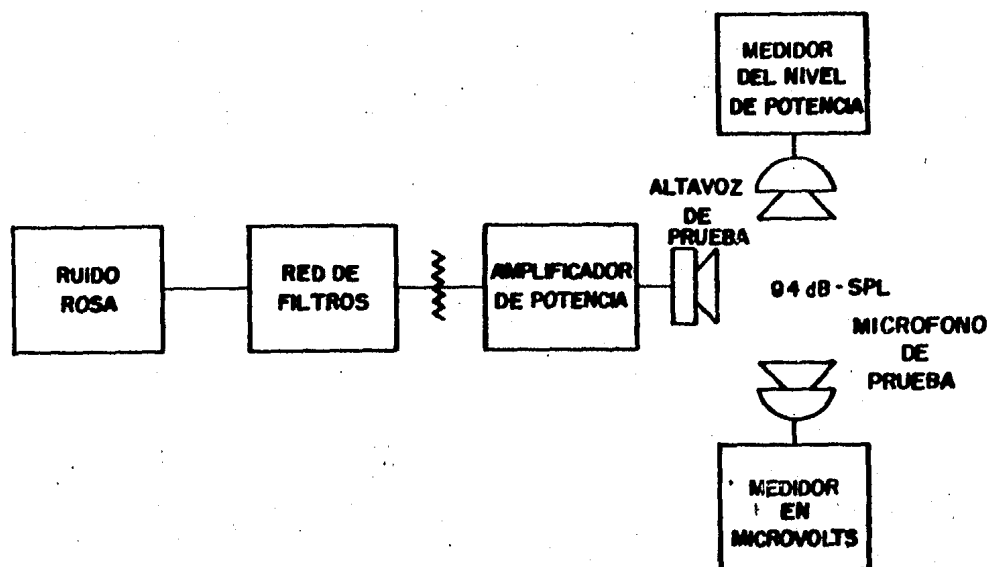 MEDIDOR
DEL NIVEL
DE POTENCIA
ALTAVOZ
DE
PRUEBA
RUIDO
ROSA
RED DE
FILTROS
AMPLIFICADOR
DE POTENCIA
94 dB - SPL
MICROFONO
DE
PRUEBA
MEDIDOR
EN
MICROVOLTS